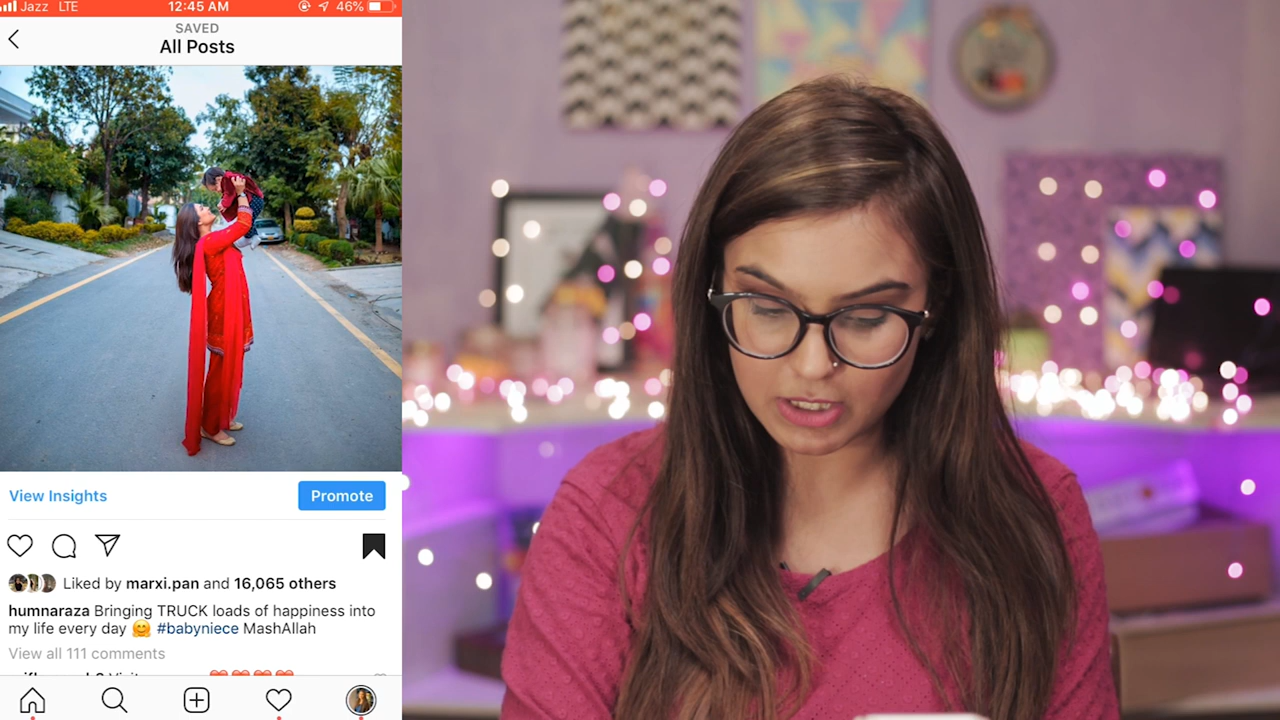 Jazz LTE 12:45 AM 46%
SAVED
All Posts
View Insights
Promote
Liked by marxi.pan and 16,065 others
humnaraza Bringing TRUCK loads of happiness into
my life every day 🤗 #babyniece MashAllah
View all 111 comments